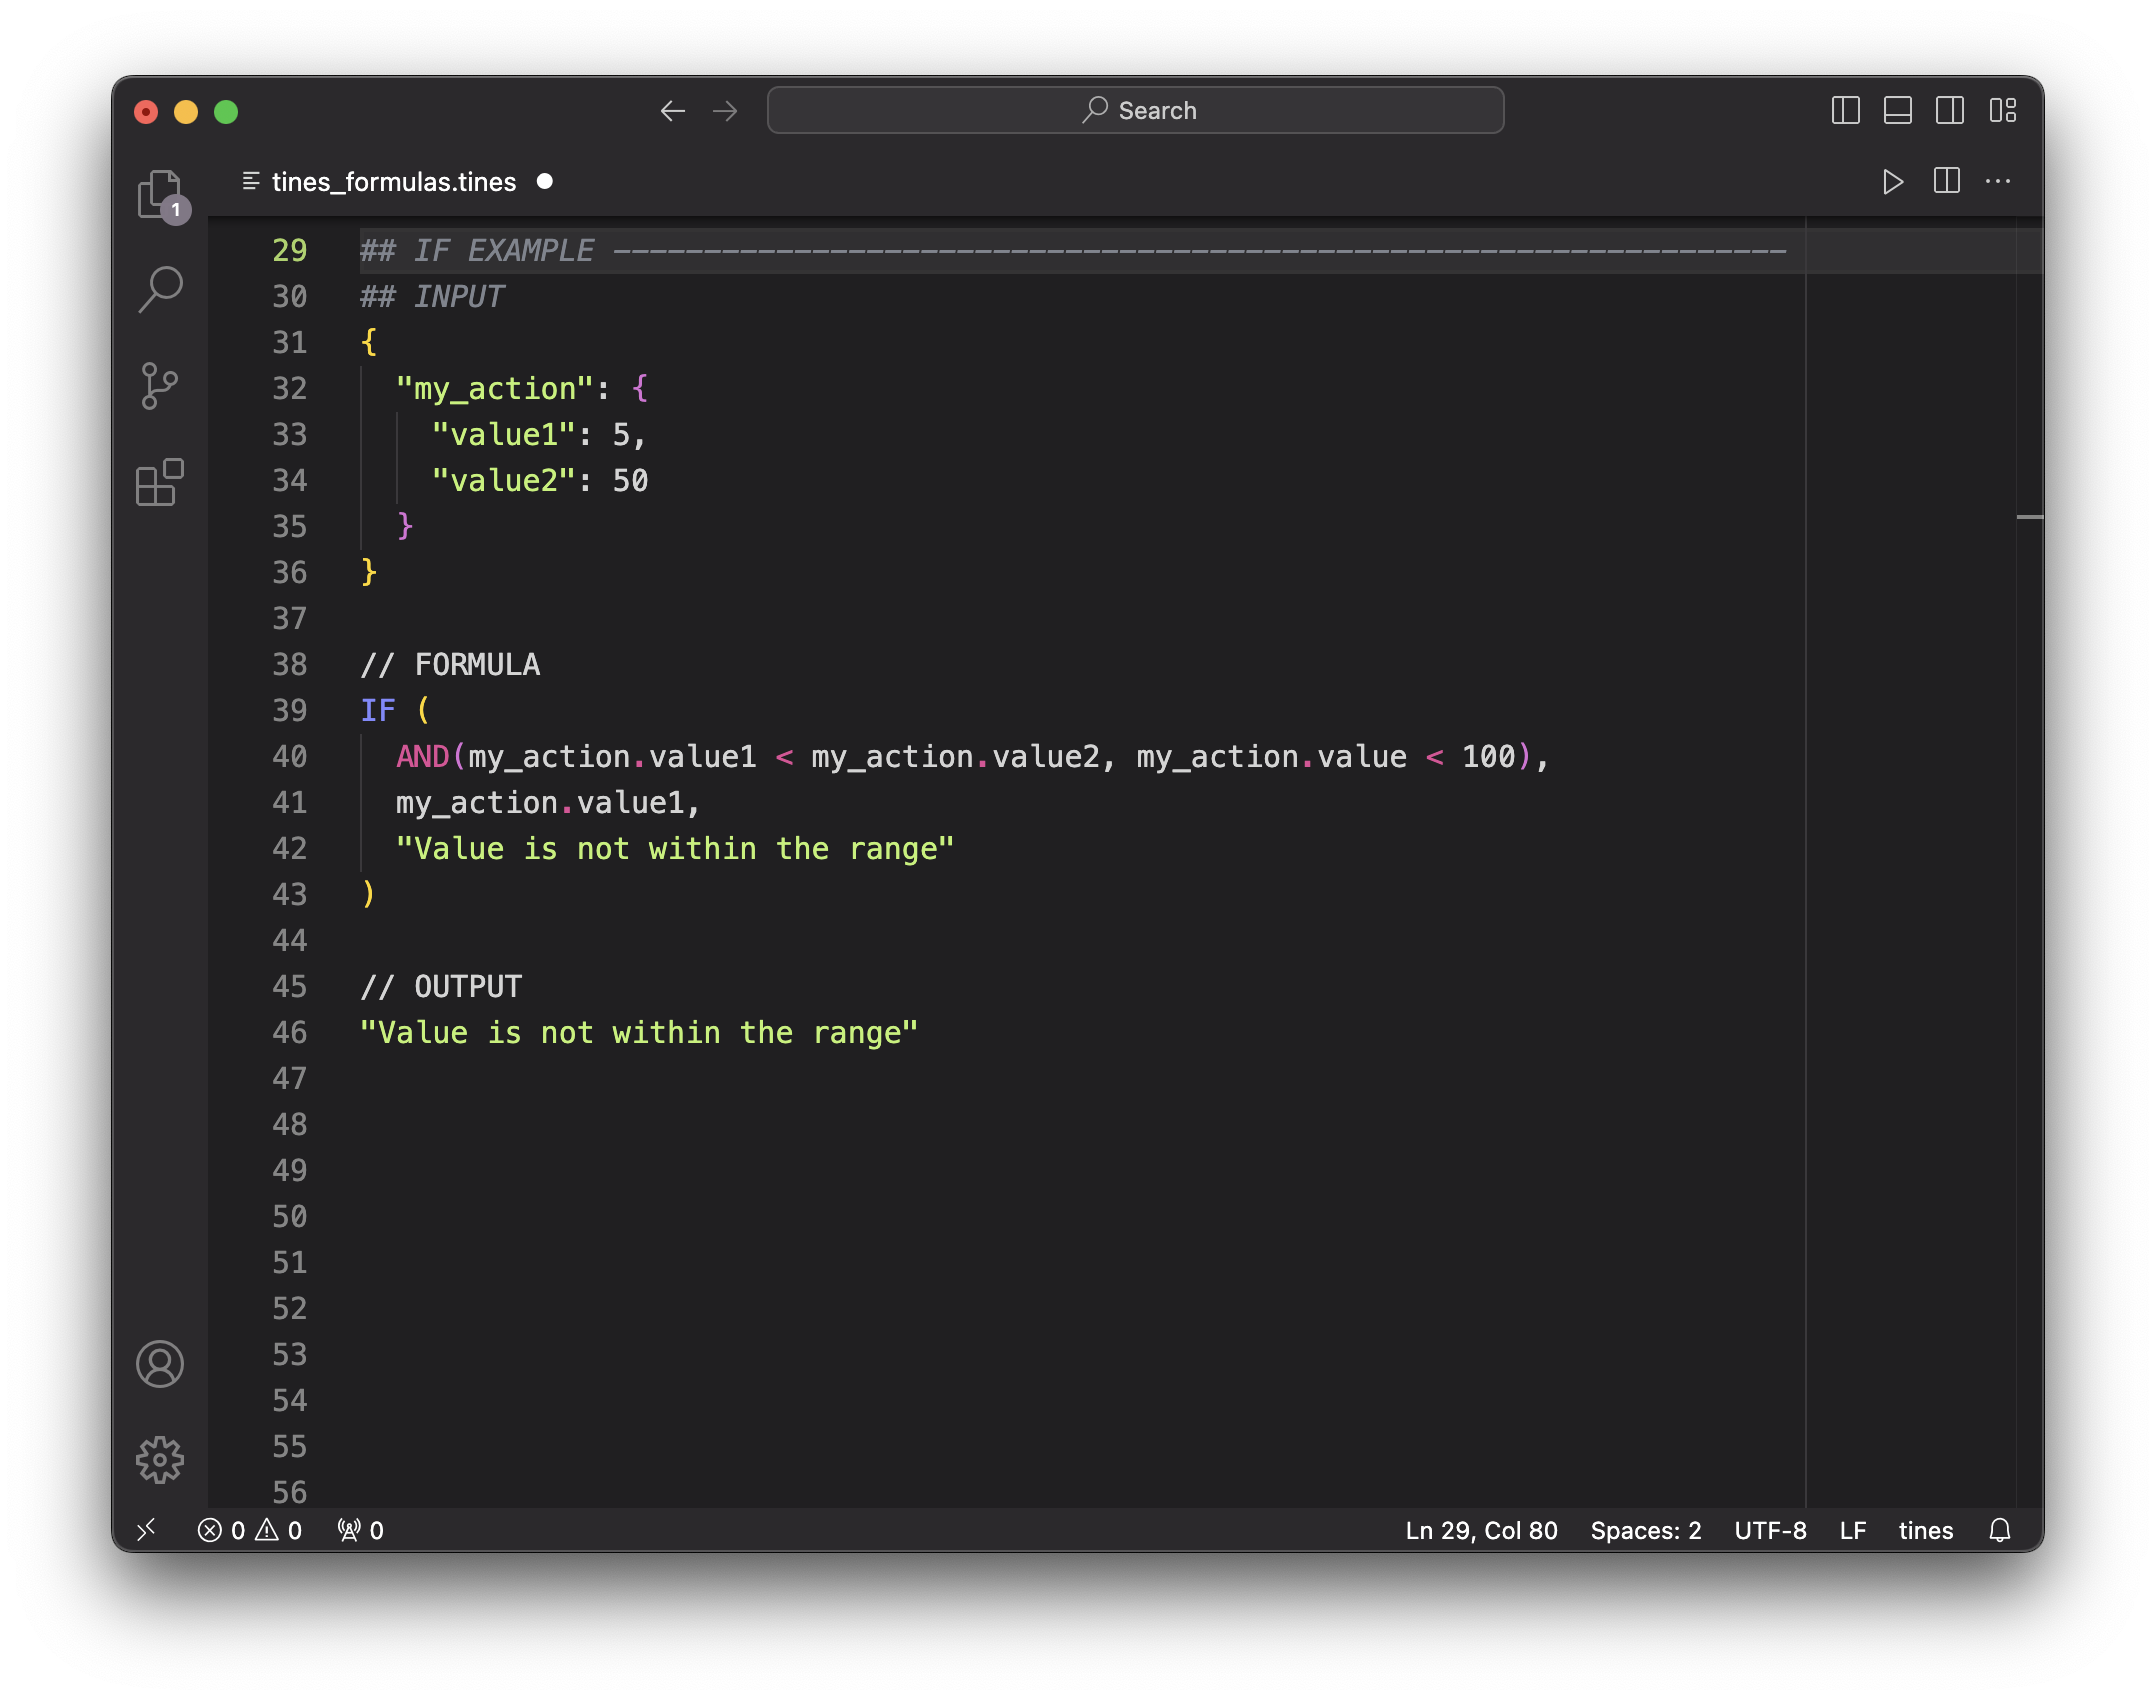 Search
tines_formulas.tines
1
29 ## IF EXAMPLE -----------------------------------------------------------------
30 ## INPUT
31 {
32   "my_action": {
33     "value1": 5,
34     "value2": 50
35   }
36 }
37
38 // FORMULA
39 IF (
40   AND(my_action.value1 < my_action.value2, my_action.value < 100),
41   my_action.value1,
42   "Value is not within the range"
43 )
44
45 // OUTPUT
46 "Value is not within the range"
47
48
49
50
51
52
53
54
55
56
0 0 0 Ln 29, Col 80 Spaces: 2 UTF-8 LF tines